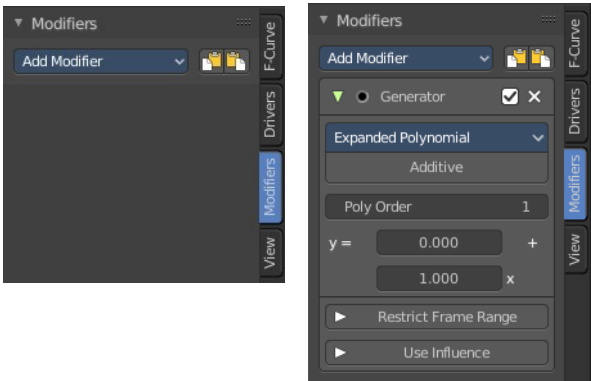 Modifiers
Add Modifier
F-Curve
Drivers
Modifiers
View
Modifiers
Add Modifier
Generator
Expanded Polynomial
Additive
Poly Order 1
y = 0.000 +
1.000 x
Restrict Frame Range
Use Influence
F-Curve
Drivers
Modifiers
View